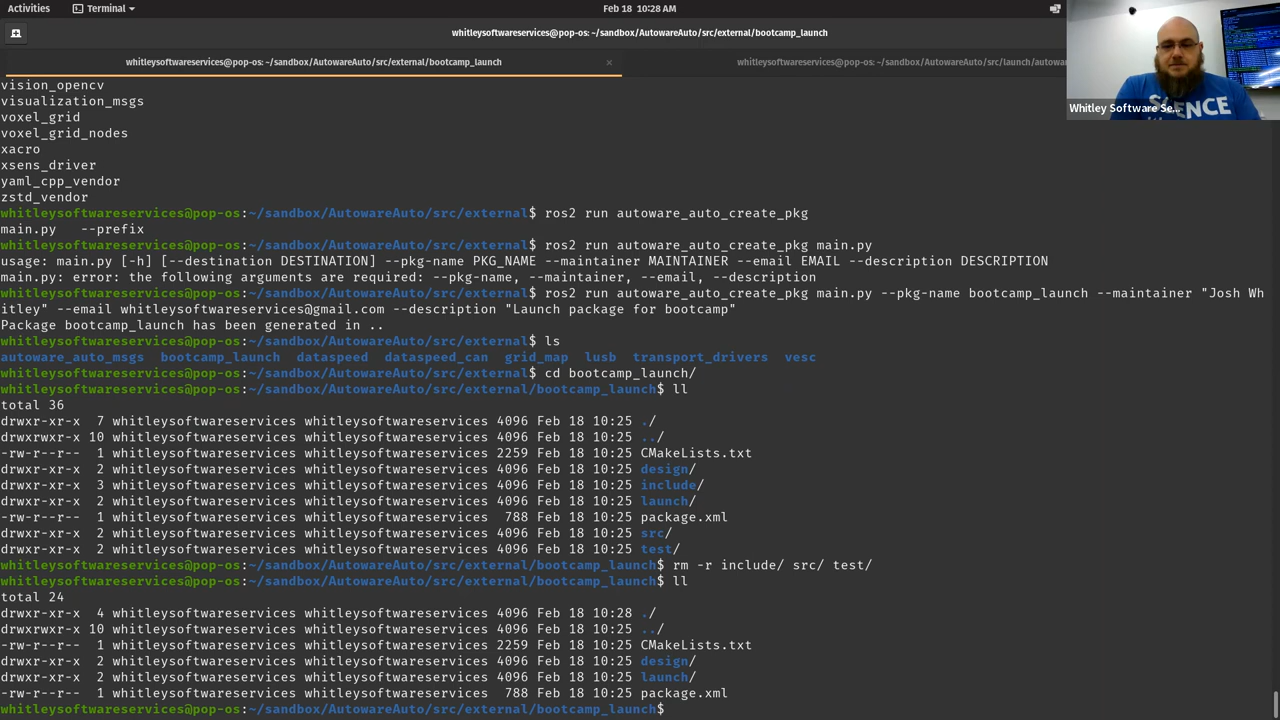 Activities
Terminal
Feb 18 10:28 AM
whitleysoftwareservices@pop-os: ~/sandbox/AutowareAuto/src/external/bootcamp_launch
whitleysoftwareservices@pop-os: ~/sandbox/AutowareAuto/src/external/bootcamp_launch
×
whitleysoftwareservices@pop-os: ~/sandbox/AutowareAuto/src/launch/autowar
Whitley Software Se...
vision_opencv
visualization_msgs
voxel_grid
voxel_grid_nodes
xacro
xsens_driver
yaml_cpp_vendor
zstd_vendor
whitleysoftwareservices@pop-os:~/sandbox/AutowareAuto/src/external$ ros2 run autoware_auto_create_pkg
main.py   --prefix
whitleysoftwareservices@pop-os:~/sandbox/AutowareAuto/src/external$ ros2 run autoware_auto_create_pkg main.py
usage: main.py [-h] [--destination DESTINATION] --pkg-name PKG_NAME --maintainer MAINTAINER --email EMAIL --description DESCRIPTION
main.py: error: the following arguments are required: --pkg-name, --maintainer, --email, --description
whitleysoftwareservices@pop-os:~/sandbox/AutowareAuto/src/external$ ros2 run autoware_auto_create_pkg main.py --pkg-name bootcamp_launch --maintainer "Josh Wh
itley" --email whitleysoftwareservices@gmail.com --description "Launch package for bootcamp"
Package bootcamp_launch has been generated in ..
whitleysoftwareservices@pop-os:~/sandbox/AutowareAuto/src/external$ ls
autoware_auto_msgs  bootcamp_launch  dataspeed  dataspeed_can  grid_map  lusb  transport_drivers  vesc
whitleysoftwareservices@pop-os:~/sandbox/AutowareAuto/src/external$ cd bootcamp_launch/
whitleysoftwareservices@pop-os:~/sandbox/AutowareAuto/src/external/bootcamp_launch$ ll
total 36
drwxr-xr-x  7 whitleysoftwareservices whitleysoftwareservices 4096 Feb 18 10:25 ./
drwxrwxr-x 10 whitleysoftwareservices whitleysoftwareservices 4096 Feb 18 10:25 ../
-rw-r--r--  1 whitleysoftwareservices whitleysoftwareservices 2259 Feb 18 10:25 CMakeLists.txt
drwxr-xr-x  2 whitleysoftwareservices whitleysoftwareservices 4096 Feb 18 10:25 design/
drwxr-xr-x  3 whitleysoftwareservices whitleysoftwareservices 4096 Feb 18 10:25 include/
drwxr-xr-x  2 whitleysoftwareservices whitleysoftwareservices 4096 Feb 18 10:25 launch/
-rw-r--r--  1 whitleysoftwareservices whitleysoftwareservices  788 Feb 18 10:25 package.xml
drwxr-xr-x  2 whitleysoftwareservices whitleysoftwareservices 4096 Feb 18 10:25 src/
drwxr-xr-x  2 whitleysoftwareservices whitleysoftwareservices 4096 Feb 18 10:25 test/
whitleysoftwareservices@pop-os:~/sandbox/AutowareAuto/src/external/bootcamp_launch$ rm -r include/ src/ test/
whitleysoftwareservices@pop-os:~/sandbox/AutowareAuto/src/external/bootcamp_launch$ ll
total 24
drwxr-xr-x  4 whitleysoftwareservices whitleysoftwareservices 4096 Feb 18 10:28 ./
drwxrwxr-x 10 whitleysoftwareservices whitleysoftwareservices 4096 Feb 18 10:25 ../
-rw-r--r--  1 whitleysoftwareservices whitleysoftwareservices 2259 Feb 18 10:25 CMakeLists.txt
drwxr-xr-x  2 whitleysoftwareservices whitleysoftwareservices 4096 Feb 18 10:25 design/
drwxr-xr-x  2 whitleysoftwareservices whitleysoftwareservices 4096 Feb 18 10:25 launch/
-rw-r--r--  1 whitleysoftwareservices whitleysoftwareservices  788 Feb 18 10:25 package.xml
whitleysoftwareservices@pop-os:~/sandbox/AutowareAuto/src/external/bootcamp_launch$